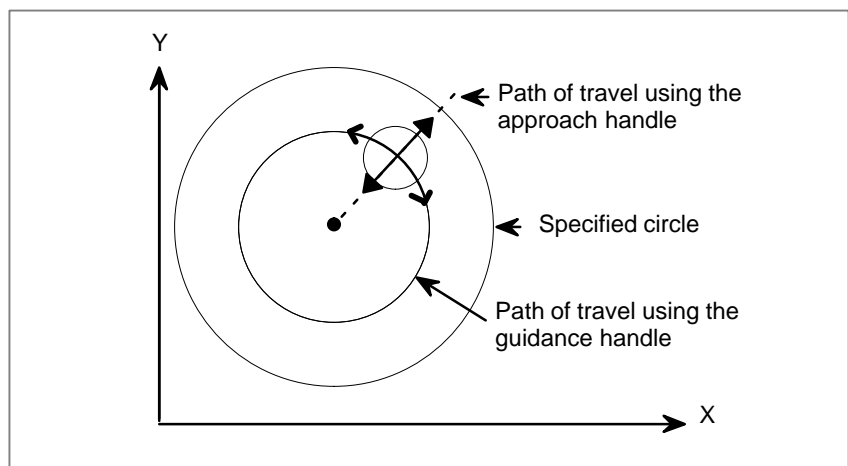 Y
Path of travel using the
approach handle
Specified circle
Path of travel using the
guidance handle
X